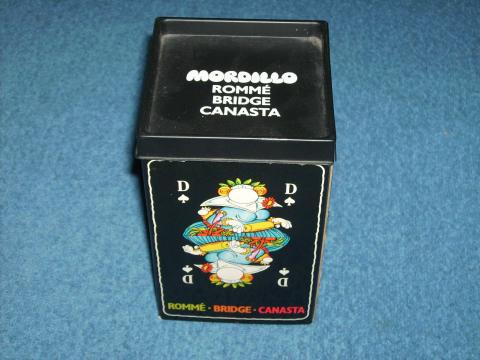 MORDILLO
ROMMÉ
BRIDGE
CANASTA
D D
D D
ROMMÉ · BRIDGE · CANASTA